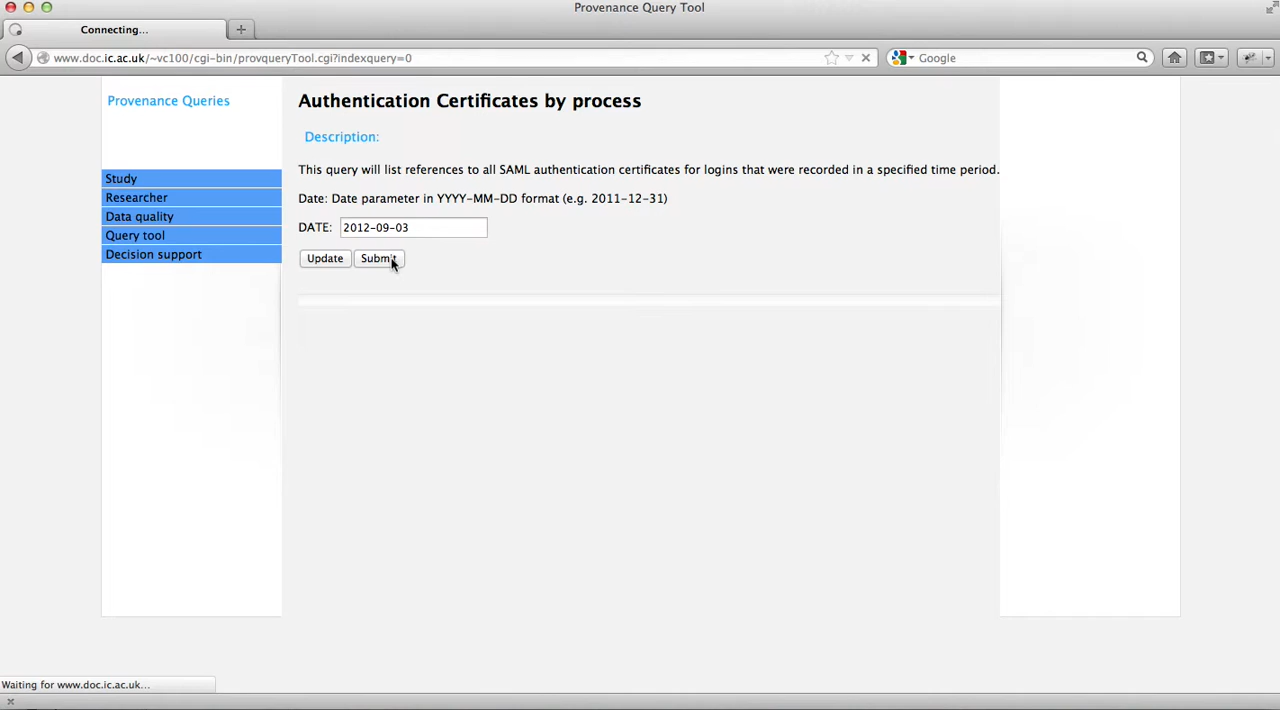 Provenance Query Tool
Connecting...
www.doc.ic.ac.uk/~vc100/cgi-bin/provqueryTool.cgi?indexquery=0
Google
Provenance Queries
Study
Researcher
Data quality
Query tool
Decision support
Authentication Certificates by process
Description:
This query will list references to all SAML authentication certificates for logins that were recorded in a specified time period.
Date: Date parameter in YYYY-MM-DD format (e.g. 2011-12-31)
DATE: 2012-09-03
Update Submit
Waiting for www.doc.ic.ac.uk...